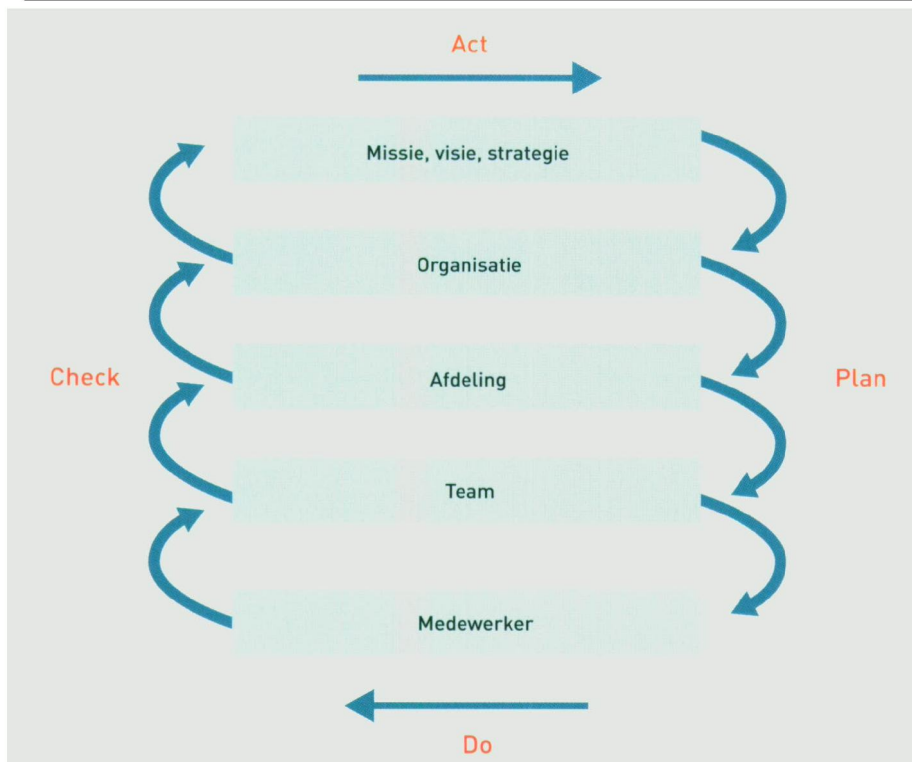 Act
Missie, visie, strategie
Organisatie
Afdeling
Check
Plan
Team
Medewerker
Do